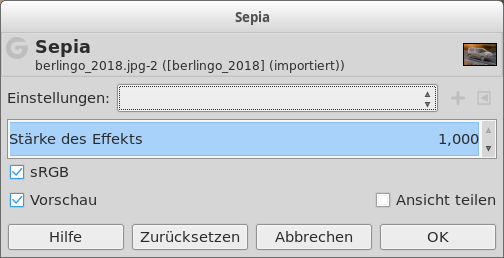 Sepia
Sepia
berlingo_2018.jpg-2 ([berlingo_2018] (importiert))
Einstellungen:
Stärke des Effekts 1,000
sRGB
Vorschau Ansicht teilen
Hilfe Zurücksetzen Abbrechen OK